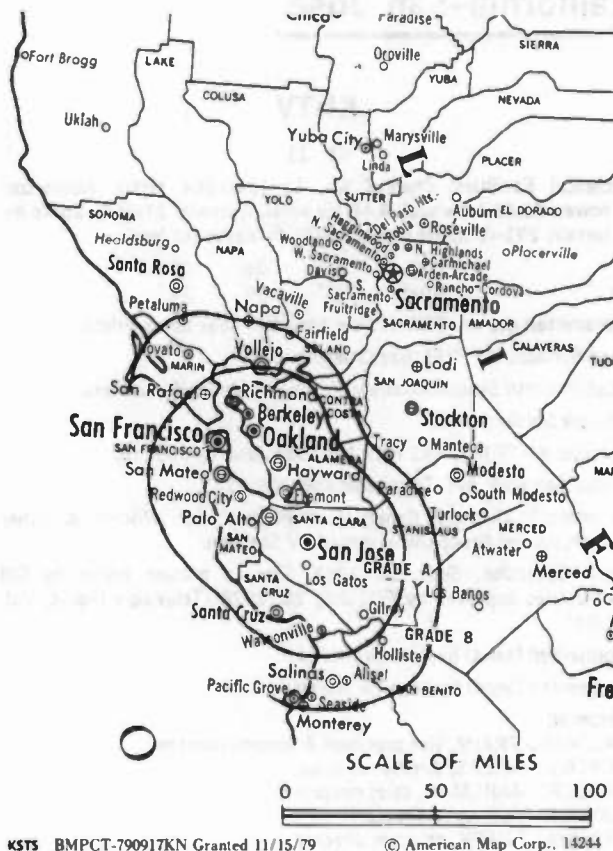 Chico
Paradise
SIERRA
Fort Bragg
LAKE
Oroville
YUBA
COLUSA
NEVADA
Ukiah
Yuba City
Marysville
Linda
PLACER
SUTTER
SONOMA
YOLO
Del Paso Hts.
Auburn
EL DORADO
Robla
Roseville
Healdsburg
NAPA
Woodland
N. Sacramento
N. Highlands
Placerville
W. Sacramento
Carmichael
Santa Rosa
Davis
Arden-Arcade
Vacaville
S. Sacramento-
Fruitridge
Rancho Cordova
Sacramento
Petaluma
Napa
Fairfield
SACRAMENTO
AMADOR
SOLANO
CALAVERAS
Novato
MARIN
Vollejo
Lodi
SAN JOAQUIN
San Rafael
Richmond
CONTRA
COSTA
Berkeley
Stockton
San Francisco
Oakland
SAN FRANCISCO
ALAMEDA
Tracy
Manteca
Hayward
Modesto
San Mateo
Paradise
South Modesto
Redwood City
Fremont
Turlock
Palo Alto
SANTA CLARA
STANISLAUS
MERCED
SAN
MATEO
San Jose
GRADE A
Atwater
Merced
SANTA
CRUZ
Los Gatos
Los Banos
Santa Cruz
Gilroy
Watsonville
GRADE B
Hollister
Salinas
Alisal
Pacific Grove
SAN BENITO
Fre
Seaside
Monterey
SCALE OF MILES
0 50 100
KSTS BMPCT-790917KN Granted 11/15/79 © American Map Corp., 14244